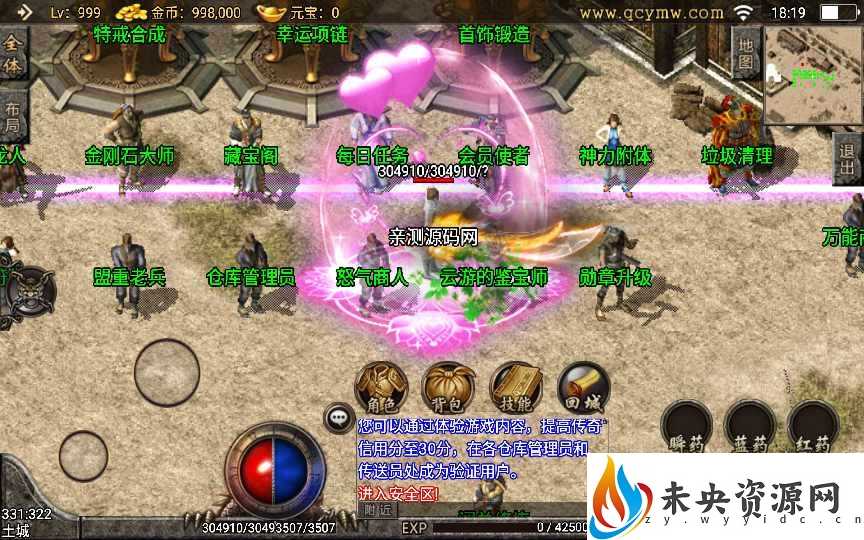 Lv: 999 金币: 998,000 元宝: 0 www.qcymw.com 18:19
全体
特戒合成 幸运项链 首饰锻造
地图
布局
龙人 金刚石大师 藏宝阁 每日任务 会员使者 神力附体 垃圾清理
退出
304910/304910/?
亲测源码网
万能商
盟重老兵 仓库管理员 怒气商人 云游的鉴宝师 勋章升级
角色 背包 技能 回城
瞬药 蓝药 红药
您可以通过体验游戏内容，提高传奇
信用分至30分，在各仓库管理员和
传送员处成为验证用户。
进入安全区!
附近
331:322
土城
304910/30493507/3507
EXP 0 / 42500
未央资源网
zy.wyyidc.cn